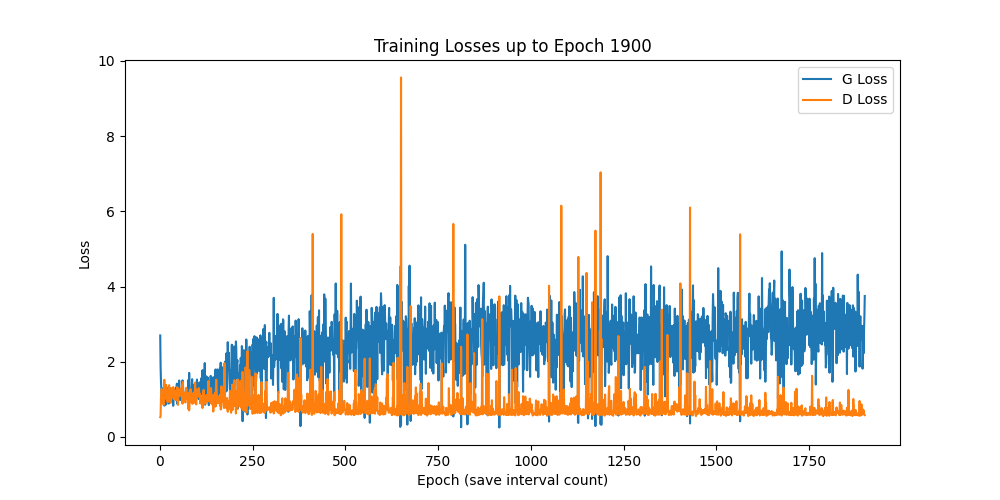 Training Losses up to Epoch 1900
G Loss
D Loss
Loss
10
8
6
4
2
0
0 250 500 750 1000 1250 1500 1750
Epoch (save interval count)